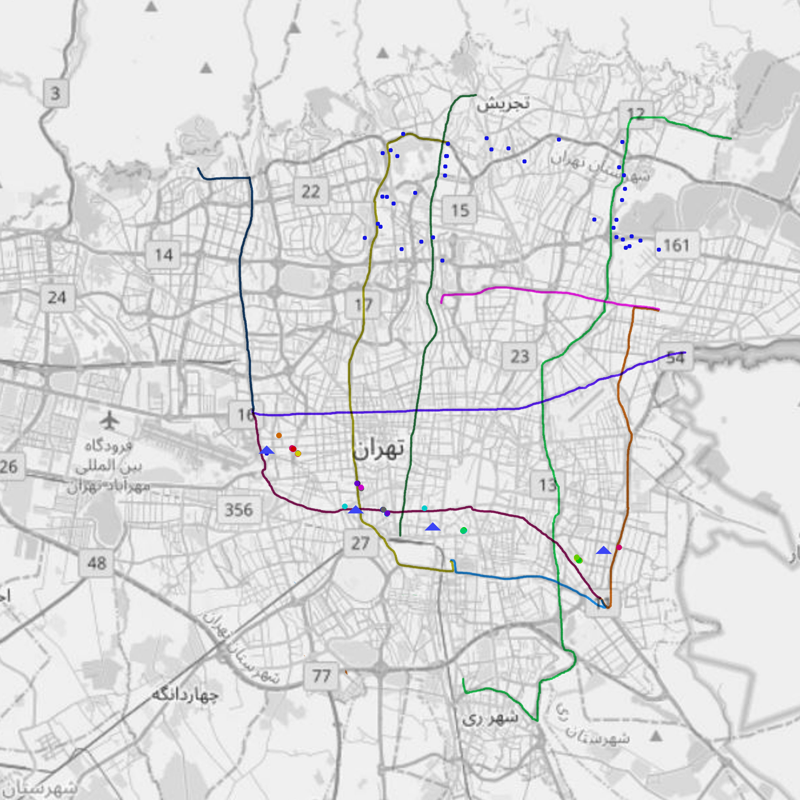 3
تجریش
12
شهرستان تهران
22
15
14
161
24
17
23
54
16
تهران
فرودگاه
بین المللی
مهرآباد تهران
26
13
356
27
48
شهرستان تهران
77
چهاردانگه
شهر ری
شهرستان ری
شهرستان